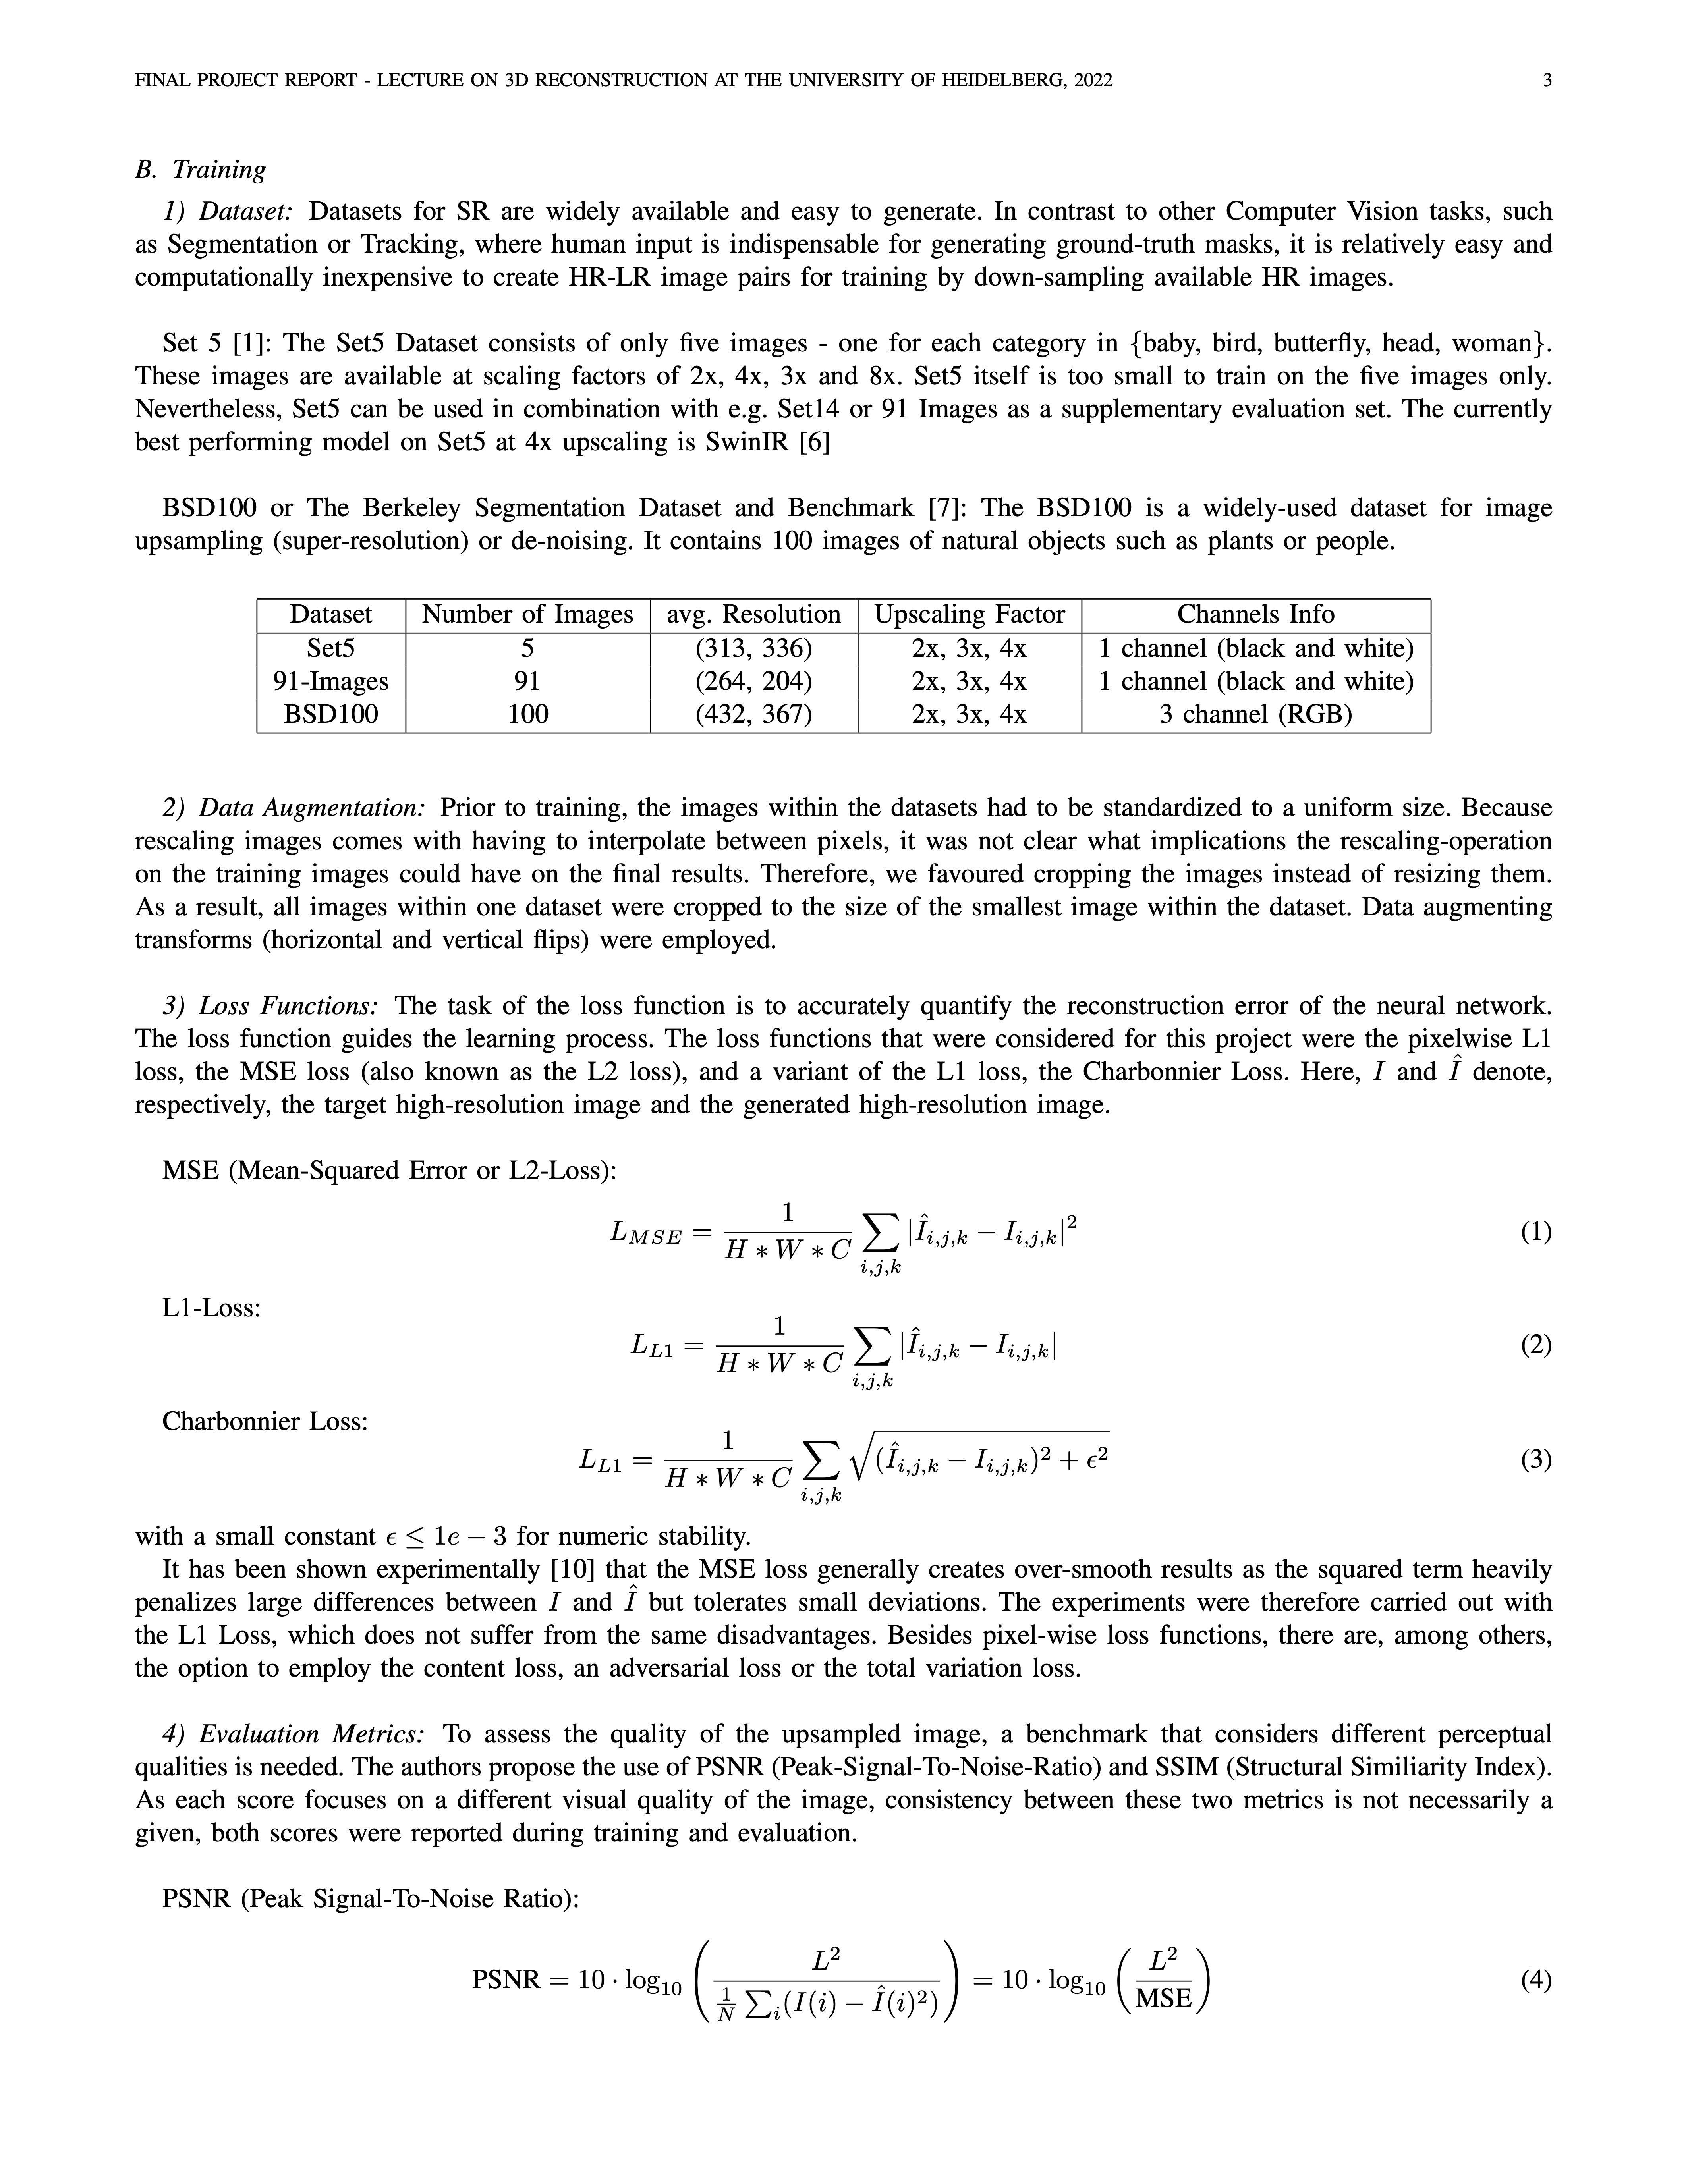 FINAL PROJECT REPORT - LECTURE ON 3D RECONSTRUCTION AT THE UNIVERSITY OF HEIDELBERG, 2022 3
B. Training
1) Dataset: Datasets for SR are widely available and easy to generate. In contrast to other Computer Vision tasks, such
as Segmentation or Tracking, where human input is indispensable for generating ground-truth masks, it is relatively easy and
computationally inexpensive to create HR-LR image pairs for training by down-sampling available HR images.
Set 5 [1]: The Set5 Dataset consists of only five images - one for each category in {baby, bird, butterfly, head, woman}.
These images are available at scaling factors of 2x, 4x, 3x and 8x. Set5 itself is too small to train on the five images only.
Nevertheless, Set5 can be used in combination with e.g. Set14 or 91 Images as a supplementary evaluation set. The currently
best performing model on Set5 at 4x upscaling is SwinIR [6]
BSD100 or The Berkeley Segmentation Dataset and Benchmark [7]: The BSD100 is a widely-used dataset for image
upsampling (super-resolution) or de-noising. It contains 100 images of natural objects such as plants or people.
Dataset Number of Images avg. Resolution Upscaling Factor Channels Info
Set5 5 (313, 336) 2x, 3x, 4x 1 channel (black and white)
91-Images 91 (264, 204) 2x, 3x, 4x 1 channel (black and white)
BSD100 100 (432, 367) 2x, 3x, 4x 3 channel (RGB)
2) Data Augmentation: Prior to training, the images within the datasets had to be standardized to a uniform size. Because
rescaling images comes with having to interpolate between pixels, it was not clear what implications the rescaling-operation
on the training images could have on the final results. Therefore, we favoured cropping the images instead of resizing them.
As a result, all images within one dataset were cropped to the size of the smallest image within the dataset. Data augmenting
transforms (horizontal and vertical flips) were employed.
3) Loss Functions: The task of the loss function is to accurately quantify the reconstruction error of the neural network.
The loss function guides the learning process. The loss functions that were considered for this project were the pixelwise L1
loss, the MSE loss (also known as the L2 loss), and a variant of the L1 loss, the Charbonnier Loss. Here, I and Î denote,
respectively, the target high-resolution image and the generated high-resolution image.
MSE (Mean-Squared Error or L2-Loss):
L_{MSE} = \frac{1}{H * W * C} \sum_{i,j,k} |\hat{I}_{i,j,k} - I_{i,j,k}|^2 (1)
L1-Loss:
L_{L1} = \frac{1}{H * W * C} \sum_{i,j,k} |\hat{I}_{i,j,k} - I_{i,j,k}| (2)
Charbonnier Loss:
L_{L1} = \frac{1}{H * W * C} \sum_{i,j,k} \sqrt{(\hat{I}_{i,j,k} - I_{i,j,k})^2 + \epsilon^2} (3)
with a small constant ϵ ≤ 1e − 3 for numeric stability.
It has been shown experimentally [10] that the MSE loss generally creates over-smooth results as the squared term heavily
penalizes large differences between I and Î but tolerates small deviations. The experiments were therefore carried out with
the L1 Loss, which does not suffer from the same disadvantages. Besides pixel-wise loss functions, there are, among others,
the option to employ the content loss, an adversarial loss or the total variation loss.
4) Evaluation Metrics: To assess the quality of the upsampled image, a benchmark that considers different perceptual
qualities is needed. The authors propose the use of PSNR (Peak-Signal-To-Noise-Ratio) and SSIM (Structural Similiarity Index).
As each score focuses on a different visual quality of the image, consistency between these two metrics is not necessarily a
given, both scores were reported during training and evaluation.
PSNR (Peak Signal-To-Noise Ratio):
PSNR = 10 \cdot \log_{10} \left( \frac{L^2}{\frac{1}{N} \sum_i (I(i) - \hat{I}(i)^2)} \right) = 10 \cdot \log_{10} \left( \frac{L^2}{MSE} \right) (4)